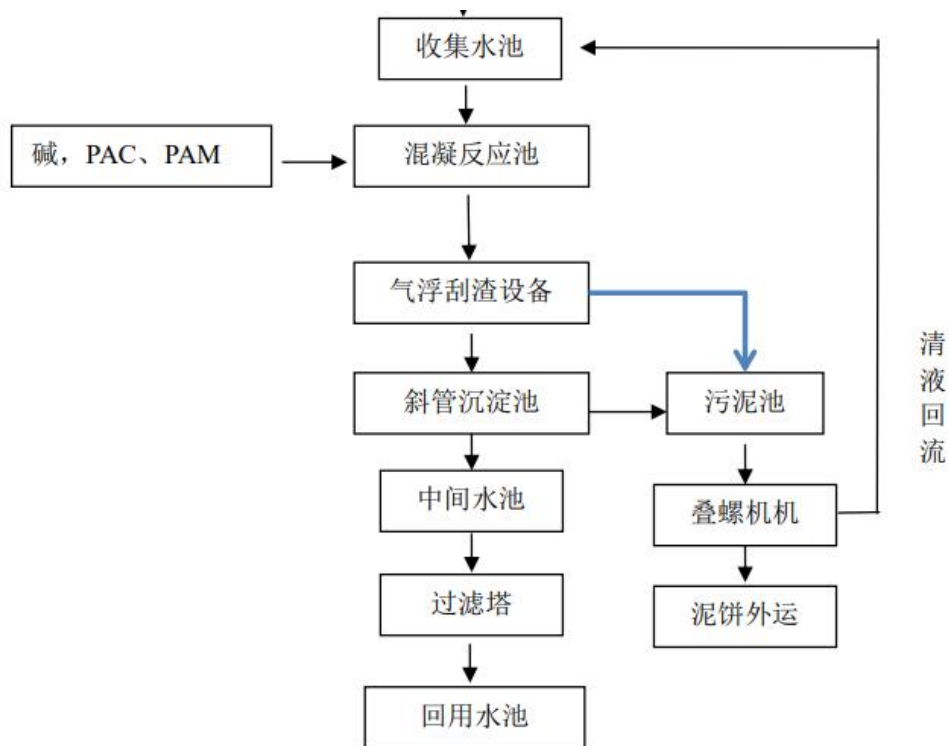 收集水池
碱，PAC、PAM
混凝反应池
气浮刮渣设备
斜管沉淀池
污泥池
清液回流
中间水池
叠螺机机
过滤塔
泥饼外运
回用水池